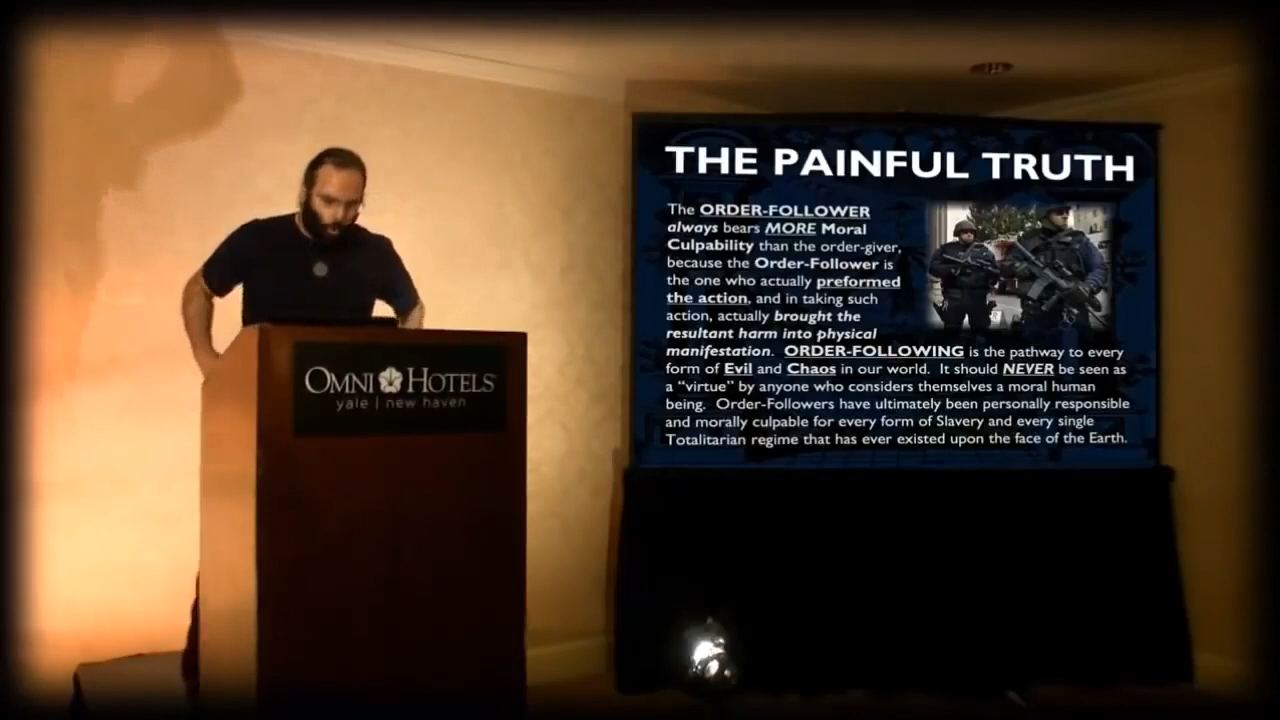 OMNI HOTELS
yale | new haven
THE PAINFUL TRUTH
The ORDER-FOLLOWER
always bears MORE Moral
Culpability than the order-giver,
because the Order-Follower is
the one who actually preformed
the action, and in taking such
action, actually brought the
resultant harm into physical
manifestation. ORDER-FOLLOWING is the pathway to every
form of Evil and Chaos in our world. It should NEVER be seen as
a “virtue” by anyone who considers themselves a moral human
being. Order-Followers have ultimately been personally responsible
and morally culpable for every form of Slavery and every single
Totalitarian regime that has ever existed upon the face of the Earth.